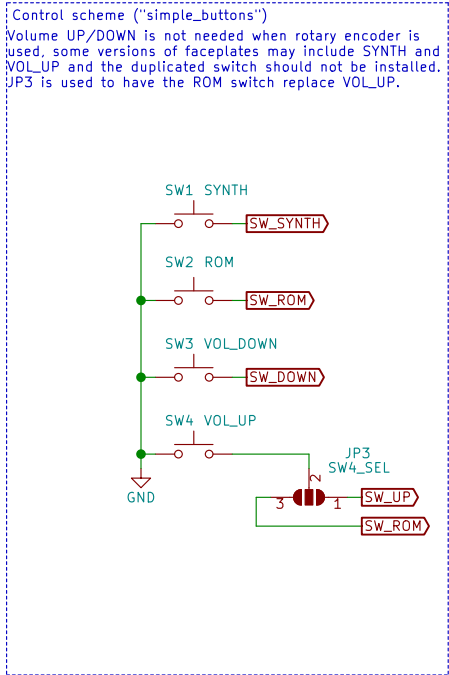 Control scheme ("simple_buttons")
Volume UP/DOWN is not needed when rotary encoder is
used, some versions of faceplates may include SYNTH and
VOL_UP and the duplicated switch should not be installed.
JP3 is used to have the ROM switch replace VOL_UP.
SW1 SYNTH
SW_SYNTH
SW2 ROM
SW_ROM
SW3 VOL_DOWN
SW_DOWN
SW4 VOL_UP
JP3
SW4_SEL
GND
2
3
1
SW_UP
SW_ROM